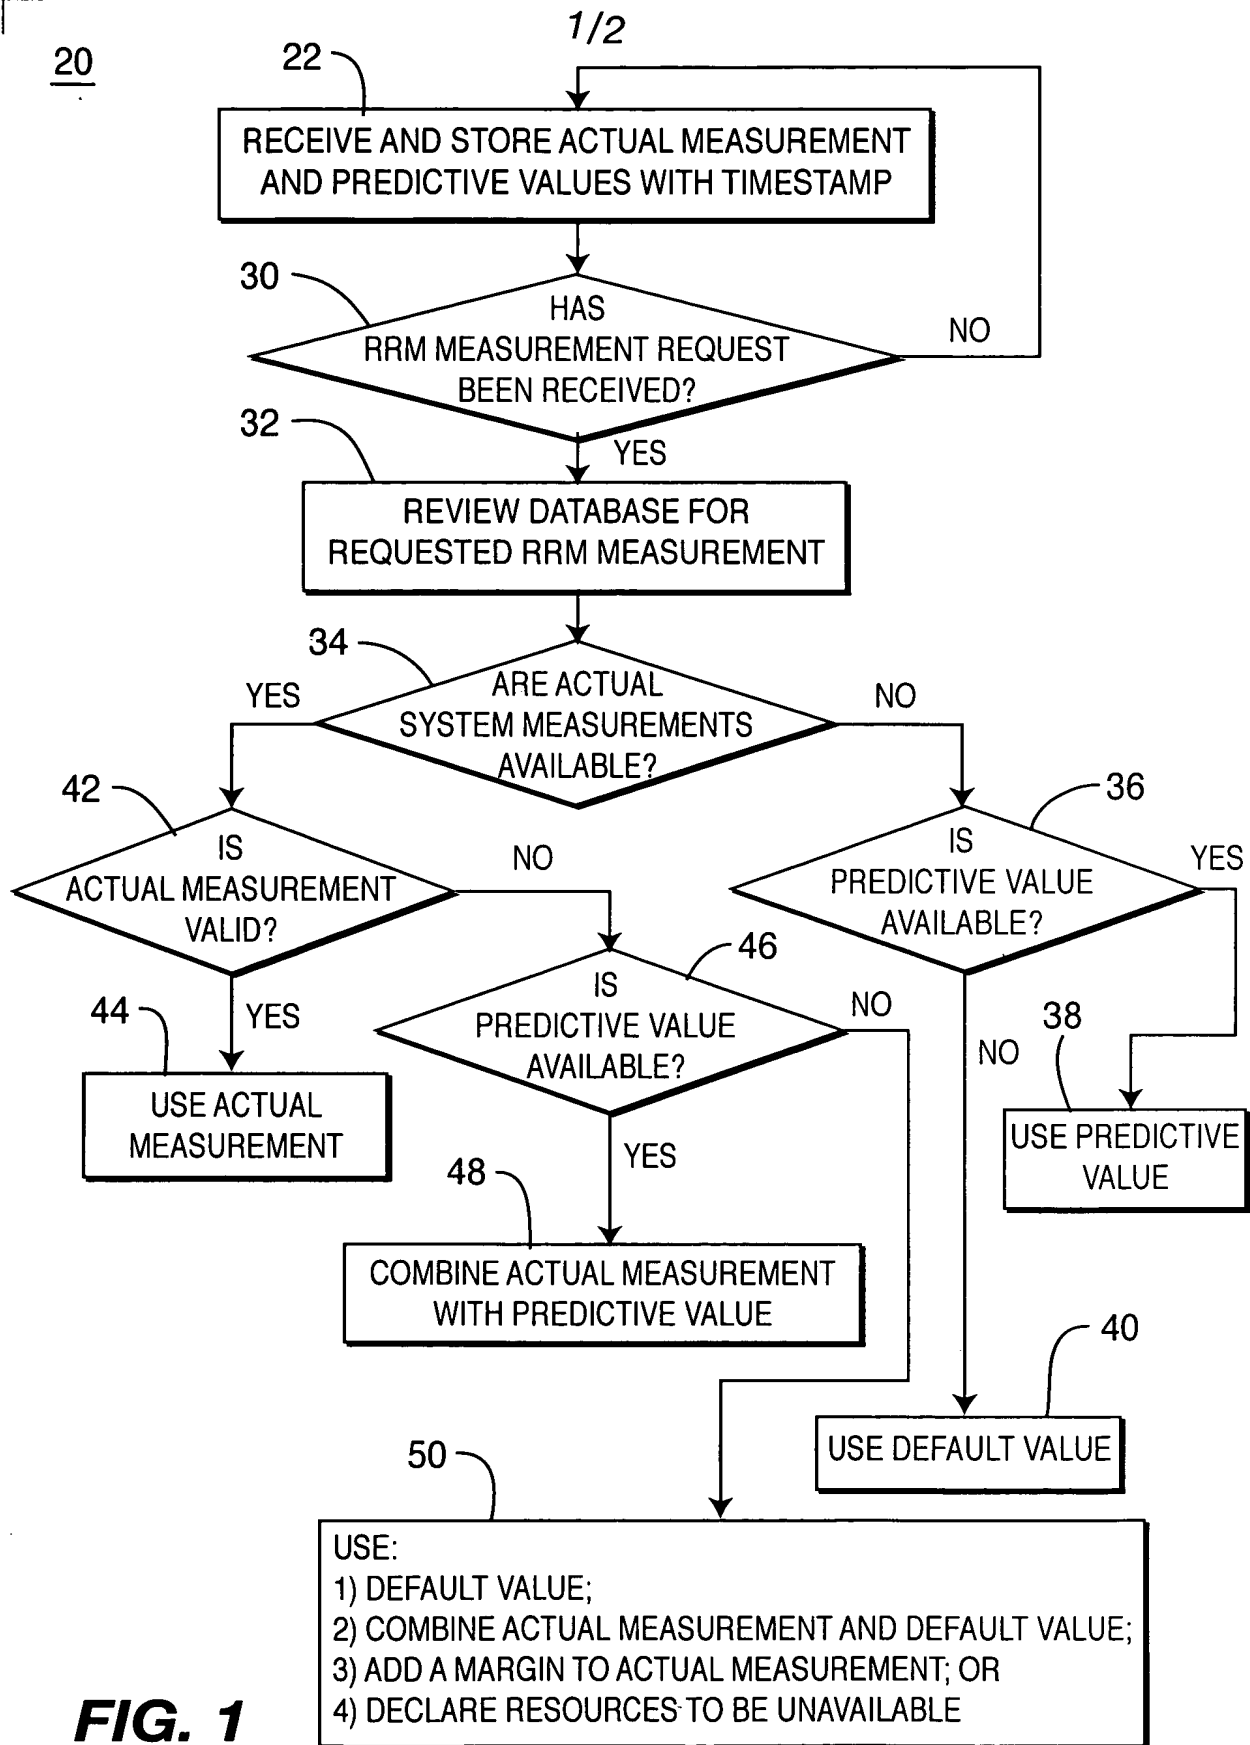 1/2
20
22
RECEIVE AND STORE ACTUAL MEASUREMENT
AND PREDICTIVE VALUES WITH TIMESTAMP
30
HAS
RRM MEASUREMENT REQUEST
BEEN RECEIVED?
NO
32
YES
REVIEW DATABASE FOR
REQUESTED RRM MEASUREMENT
34
YES
ARE ACTUAL
SYSTEM MEASUREMENTS
AVAILABLE?
NO
42
IS
ACTUAL MEASUREMENT
VALID?
NO
36
IS
PREDICTIVE VALUE
AVAILABLE?
YES
46
IS
PREDICTIVE VALUE
AVAILABLE?
NO
44
YES
USE ACTUAL
MEASUREMENT
NO
38
USE PREDICTIVE
VALUE
YES
48
COMBINE ACTUAL MEASUREMENT
WITH PREDICTIVE VALUE
40
USE DEFAULT VALUE
50
USE:
1) DEFAULT VALUE;
2) COMBINE ACTUAL MEASUREMENT AND DEFAULT VALUE;
3) ADD A MARGIN TO ACTUAL MEASUREMENT; OR
4) DECLARE RESOURCES TO BE UNAVAILABLE
FIG. 1